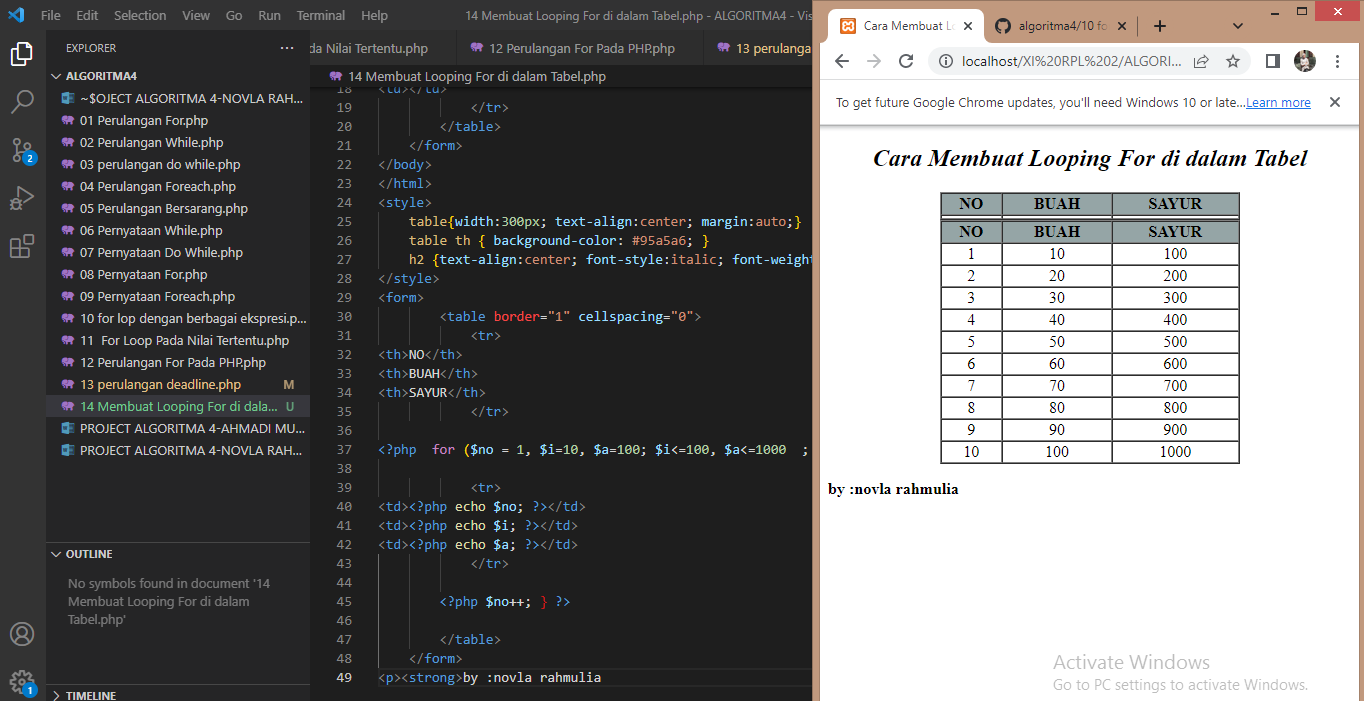 File Edit Selection View Go Run Terminal Help
14 Membuat Looping For di dalam Tabel.php - ALGORITMA4 - Vis
EXPLORER
ALGORITMA4
~$OJECT ALGORITMA 4-NOVLA RAH...
01 Perulangan For.php
02 Perulangan While.php
03 perulangan do while.php
04 Perulangan Foreach.php
05 Perulangan Bersarang.php
06 Pernyataan While.php
07 Pernyataan Do While.php
08 Pernyataan For.php
09 Pernyataan Foreach.php
10 for lop dengan berbagai ekspresi.p...
11  For Loop Pada Nilai Tertentu.php
12 Perulangan For Pada PHP.php
13 perulangan deadline.php M
14 Membuat Looping For di dala... U
PROJECT ALGORITMA 4-AHMADI MU...
PROJECT ALGORITMA 4-NOVLA RAH...
OUTLINE
No symbols found in document '14
Membuat Looping For di dalam
Tabel.php'
TIMELINE
2
1
da Nilai Tertentu.php 12 Perulangan For Pada PHP.php 13 perulanga
14 Membuat Looping For di dalam Tabel.php
18 <td></td>
19 </tr>
20 </table>
21 </form>
22 </body>
23 </html>
24 <style>
25 table{width:300px; text-align:center; margin:auto;}
26 table th { background-color: #95a5a6; }
27 h2 {text-align:center; font-style:italic; font-weight
28 </style>
29 <form>
30 <table border="1" cellspacing="0">
31 <tr>
32 <th>NO</th>
33 <th>BUAH</th>
34 <th>SAYUR</th>
35 </tr>
36
37 <?php  for ($no = 1, $i=10, $a=100; $i<=100, $a<=1000  ;
38
39 <tr>
40 <td><?php echo $no; ?></td>
41 <td><?php echo $i; ?></td>
42 <td><?php echo $a; ?></td>
43 </tr>
44
45 <?php $no++; } ?>
46
47 </table>
48 </form>
49 <p><strong>by :novla rahmulia
Cara Membuat Lo algoritma4/10 fo
localhost/XI%20RPL%202/ALGORI...
To get future Google Chrome updates, you'll need Windows 10 or late...Learn more
Cara Membuat Looping For di dalam Tabel
NO BUAH SAYUR
NO BUAH SAYUR
1 10 100
2 20 200
3 30 300
4 40 400
5 50 500
6 60 600
7 70 700
8 80 800
9 90 900
10 100 1000
by :novla rahmulia
Activate Windows
Go to PC settings to activate Windows.